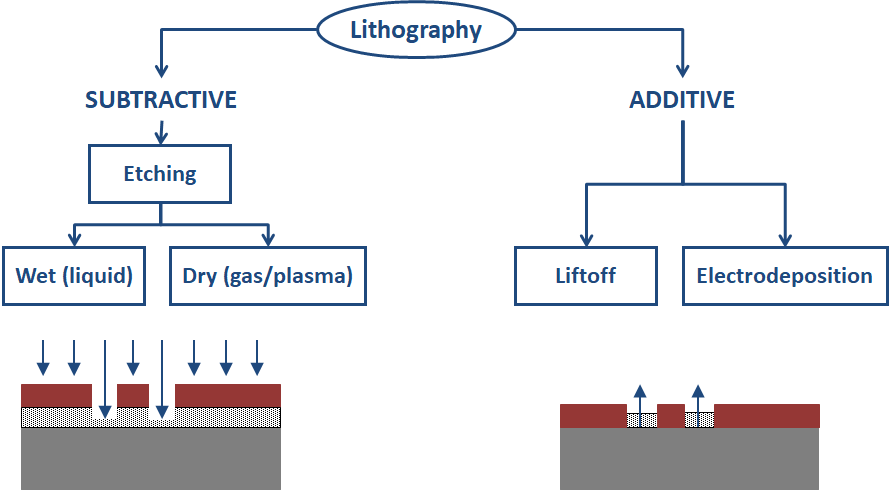 Lithography
SUBTRACTIVE
ADDITIVE
Etching
Wet (liquid)
Dry (gas/plasma)
Liftoff
Electrodeposition